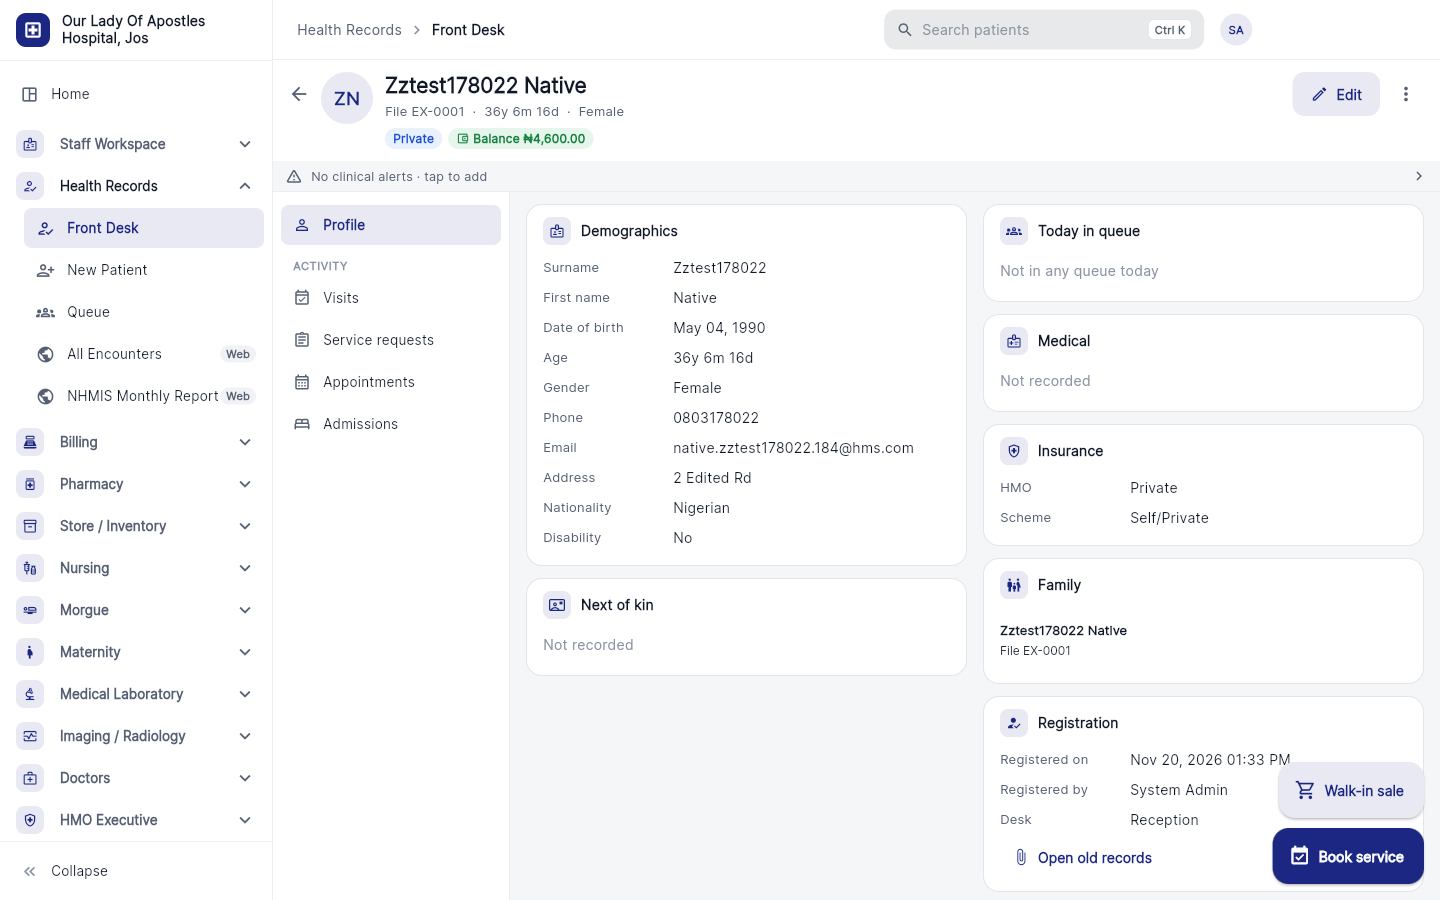 Our Lady Of Apostles
Hospital, Jos
Home
Staff Workspace
Health Records
Front Desk
New Patient
Queue
All Encounters Web
NHMIS Monthly Report Web
Billing
Pharmacy
Store / Inventory
Nursing
Morgue
Maternity
Medical Laboratory
Imaging / Radiology
Doctors
HMO Executive
Collapse
Health Records > Front Desk
Search patients Ctrl K
SA
ZN
Zztest178022 Native
File EX-0001 · 36y 6m 16d · Female
Private
Balance ₦4,600.00
Edit
No clinical alerts · tap to add
Profile
ACTIVITY
Visits
Service requests
Appointments
Admissions
Demographics
Surname Zztest178022
First name Native
Date of birth May 04, 1990
Age 36y 6m 16d
Gender Female
Phone 0803178022
Email native.zztest178022.184@hms.com
Address 2 Edited Rd
Nationality Nigerian
Disability No
Next of kin
Not recorded
Today in queue
Not in any queue today
Medical
Not recorded
Insurance
HMO Private
Scheme Self/Private
Family
Zztest178022 Native
File EX-0001
Registration
Registered on Nov 20, 2026 01:33 PM
Registered by System Admin
Desk Reception
Open old records
Walk-in sale
Book service